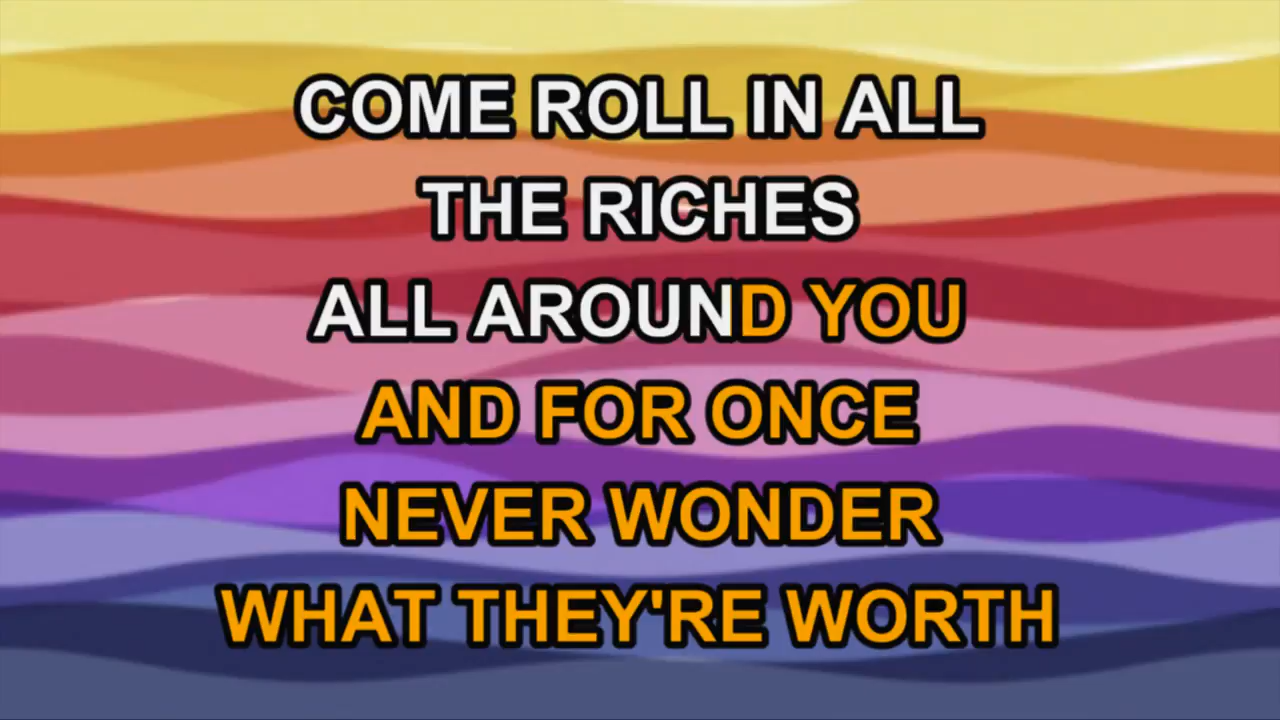 COME ROLL IN ALL
THE RICHES
ALL AROUND YOU
AND FOR ONCE
NEVER WONDER
WHAT THEY'RE WORTH